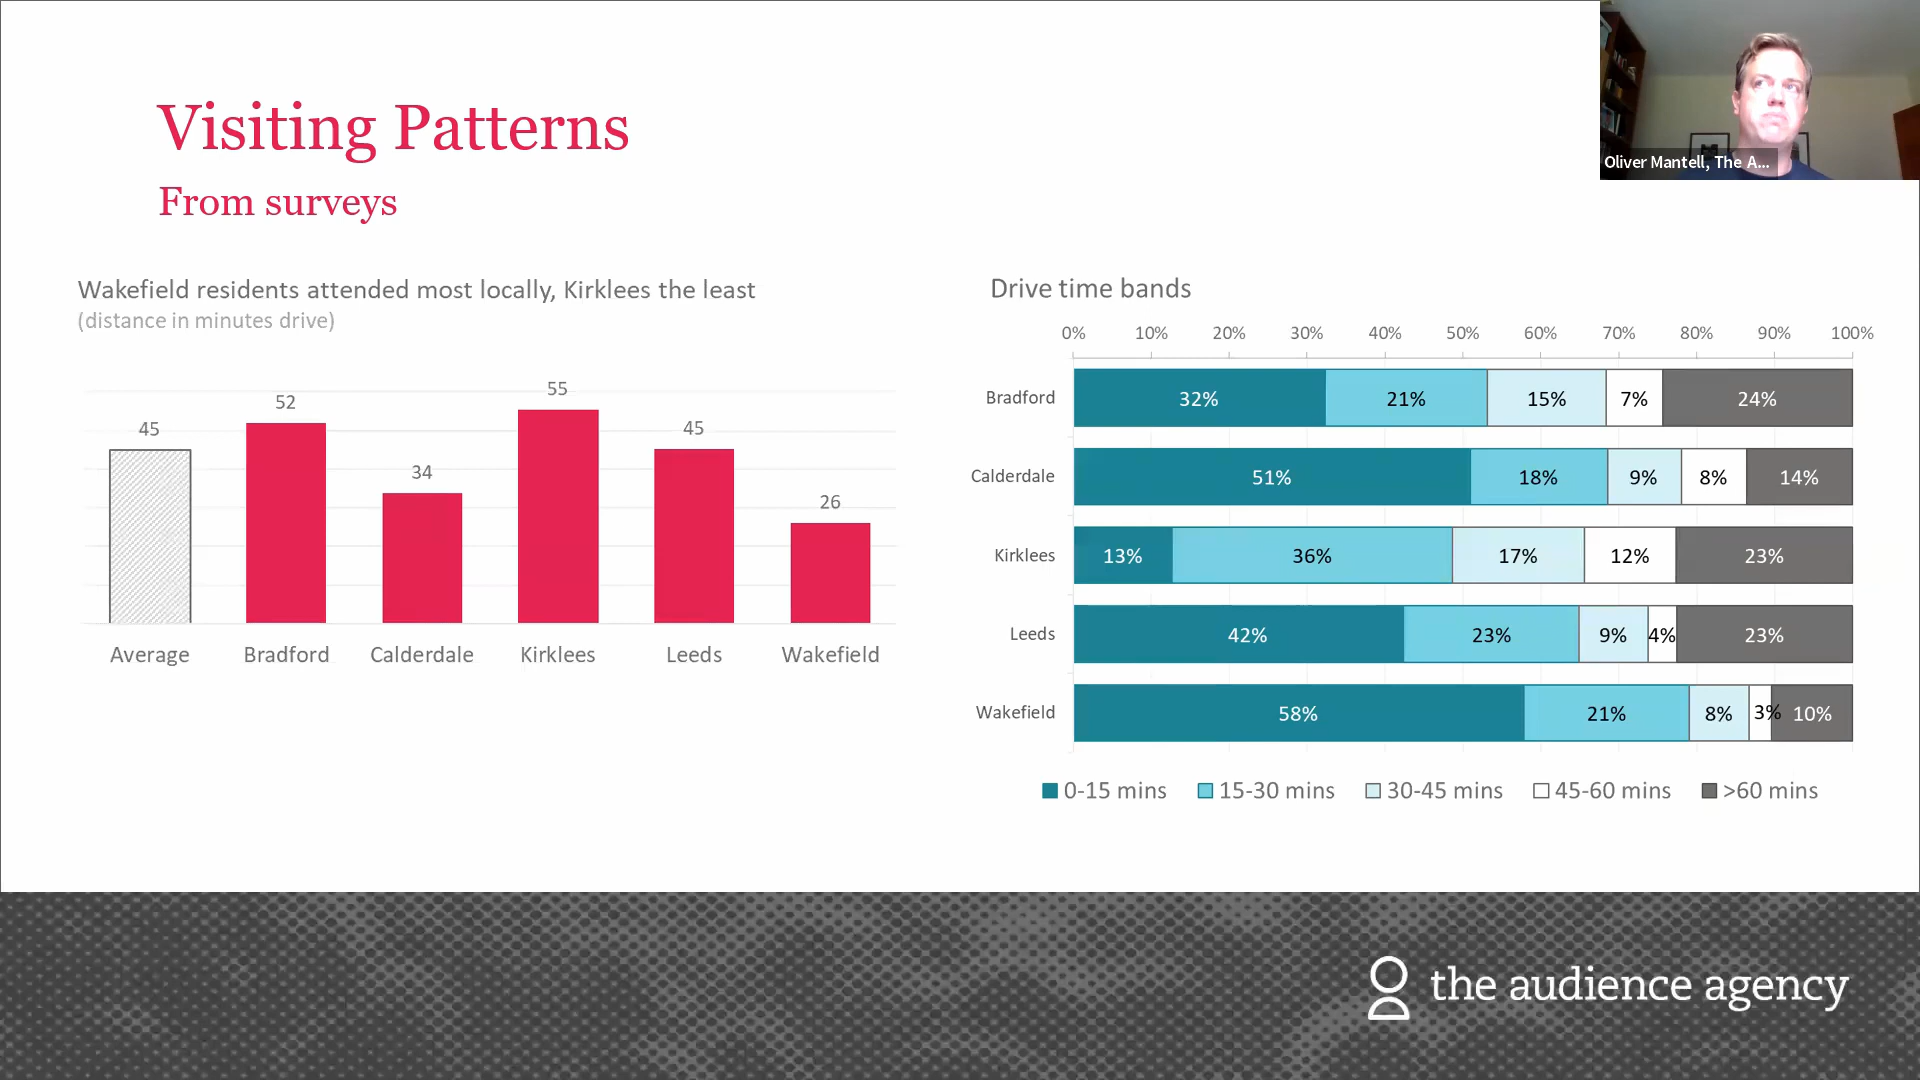 Visiting Patterns
From surveys
Oliver Mantell, The A...
Wakefield residents attended most locally, Kirklees the least
(distance in minutes drive)
45
52
34
55
45
26
Average
Bradford
Calderdale
Kirklees
Leeds
Wakefield
Drive time bands
0% 10% 20% 30% 40% 50% 60% 70% 80% 90% 100%
Bradford 32% 21% 15% 7% 24%
Calderdale 51% 18% 9% 8% 14%
Kirklees 13% 36% 17% 12% 23%
Leeds 42% 23% 9% 4% 23%
Wakefield 58% 21% 8% 3% 10%
0-15 mins 15-30 mins 30-45 mins 45-60 mins >60 mins
the audience agency